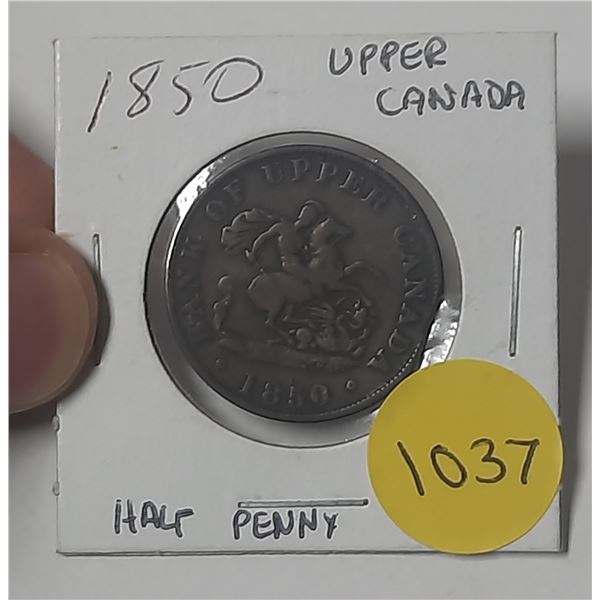 1850
UPPER
CANADA
BANK OF UPPER CANADA
1850
1037
HALF PENNY